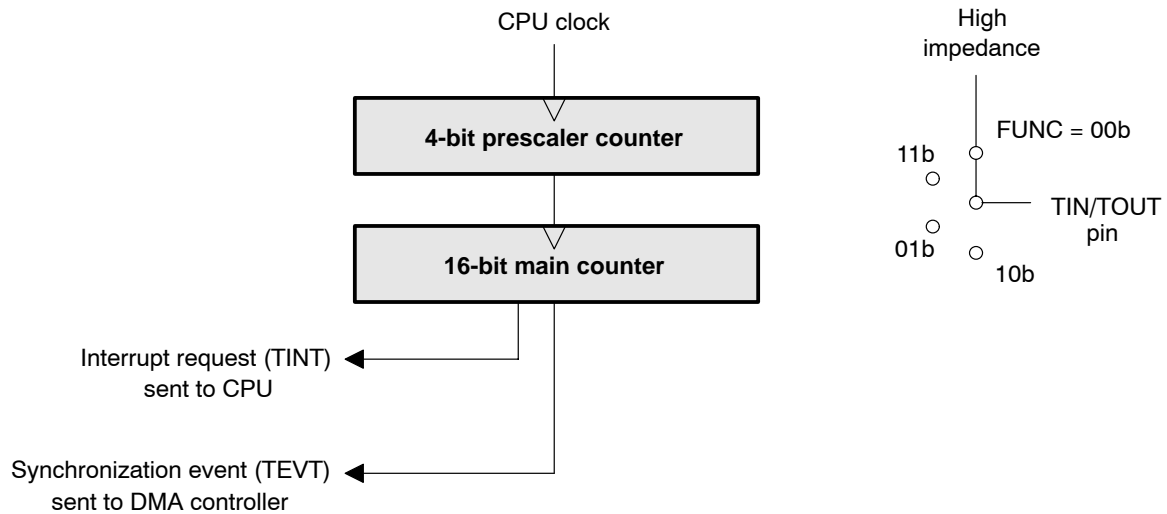 CPU clock
4-bit prescaler counter
16-bit main counter
Interrupt request (TINT)
sent to CPU
Synchronization event (TEVT)
sent to DMA controller
High
impedance
FUNC = 00b
11b
TIN/TOUT
pin
01b
10b